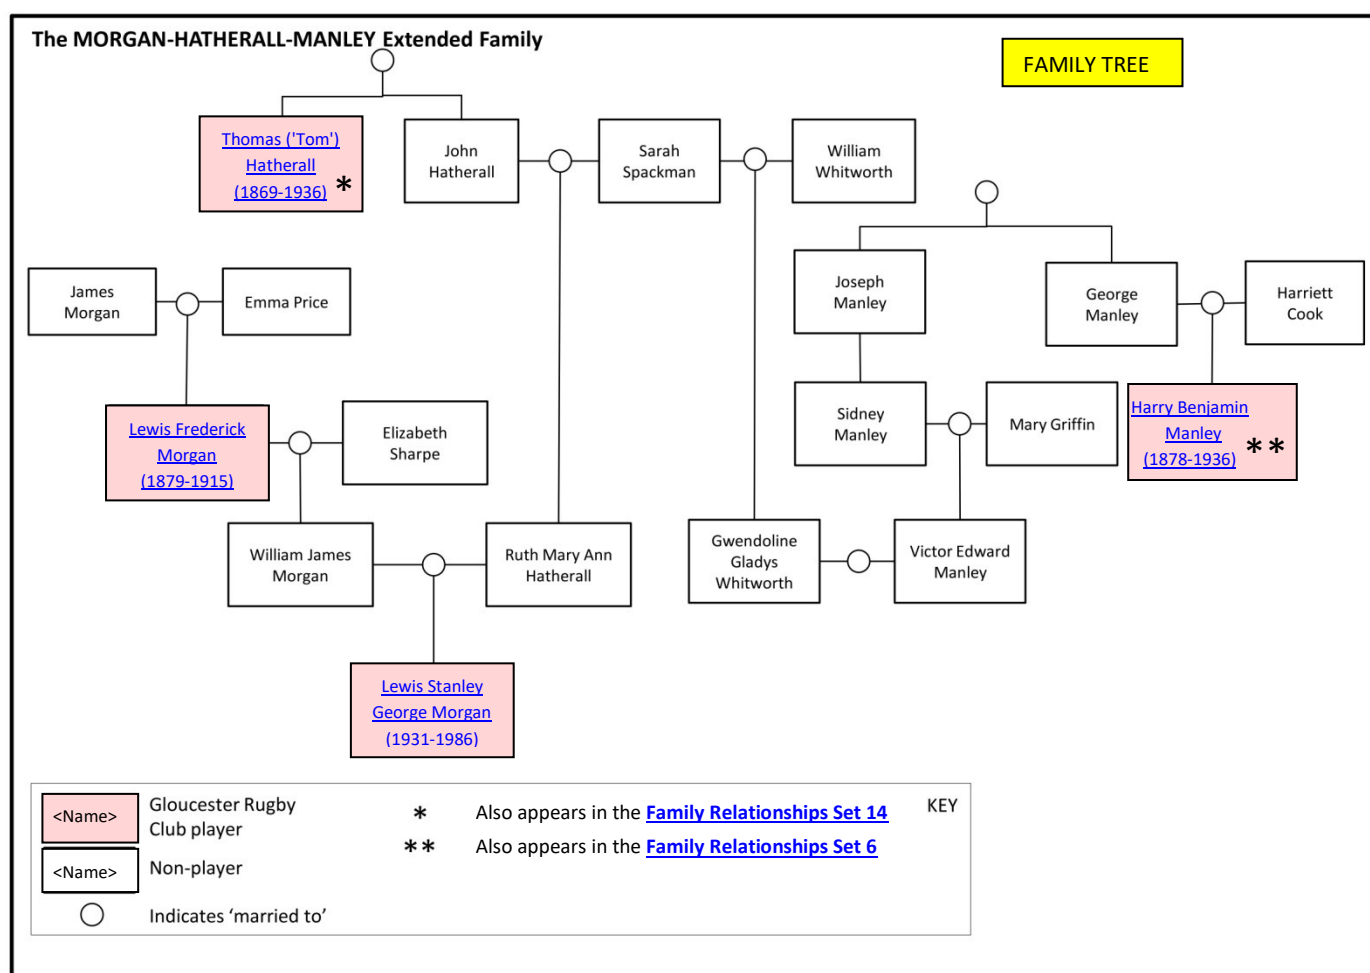 The MORGAN-HATHERALL-MANLEY Extended Family
FAMILY TREE
Thomas ('Tom')
Hatherall
(1869-1936) *
John
Hatherall
Sarah
Spackman
William
Whitworth
James
Morgan
Emma Price
Joseph
Manley
George
Manley
Harriett
Cook
Lewis Frederick
Morgan
(1879-1915)
Elizabeth
Sharpe
Sidney
Manley
Mary Griffin
Harry Benjamin
Manley
(1878-1936) **
William James
Morgan
Ruth Mary Ann
Hatherall
Gwendoline
Gladys
Whitworth
Victor Edward
Manley
Lewis Stanley
George Morgan
(1931-1986)
KEY
<Name>
Gloucester Rugby
Club player
<Name>
Non-player
Indicates ‘married to’
* Also appears in the Family Relationships Set 14
** Also appears in the Family Relationships Set 6